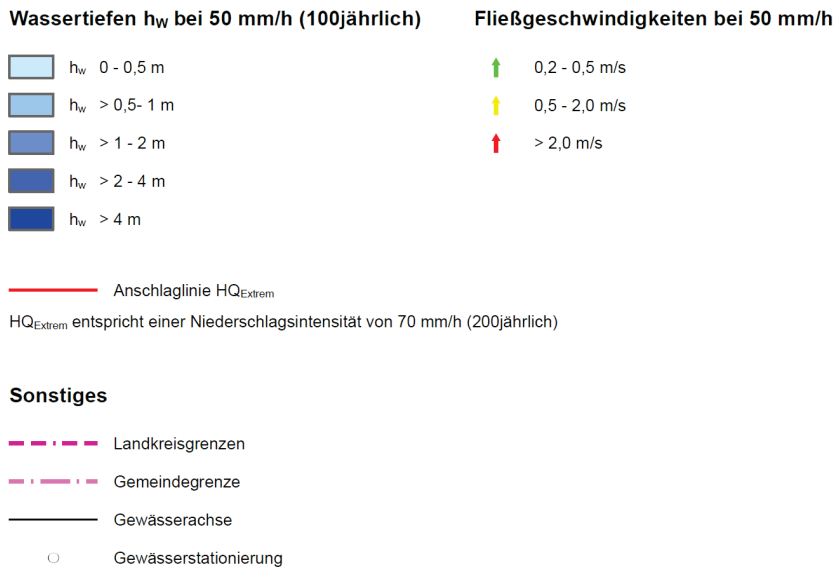 Wassertiefen hW bei 50 mm/h (100jährlich)
hw 0 - 0,5 m
hw > 0,5- 1 m
hw > 1 - 2 m
hw > 2 - 4 m
hw > 4 m
Fließgeschwindigkeiten bei 50 mm/h
0,2 - 0,5 m/s
0,5 - 2,0 m/s
> 2,0 m/s
Anschlaglinie HQExtrem
HQExtrem entspricht einer Niederschlagsintensität von 70 mm/h (200jährlich)
Sonstiges
Landkreisgrenzen
Gemeindegrenze
Gewässerachse
Gewässerstationierung